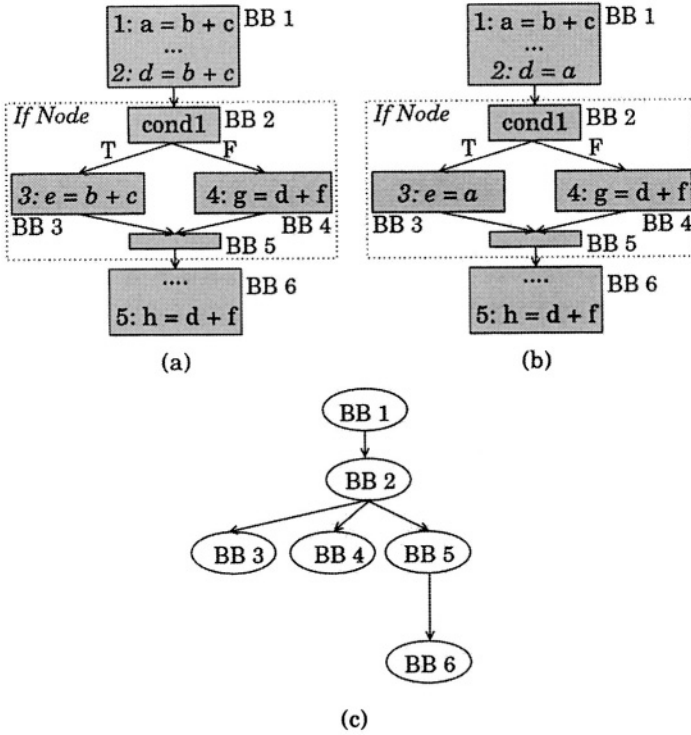 1: a = b + c
...
2: d = b + c
BB 1
If Node
cond1
BB 2
T
F
3: e = b + c
4: g = d + f
BB 3
BB 4
BB 5
....
5: h = d + f
BB 6
(a)
1: a = b + c
...
2: d = a
BB 1
If Node
cond1
BB 2
T
F
3: e = a
4: g = d + f
BB 3
BB 4
BB 5
....
5: h = d + f
BB 6
(b)
BB 1
BB 2
BB 3
BB 4
BB 5
BB 6
(c)